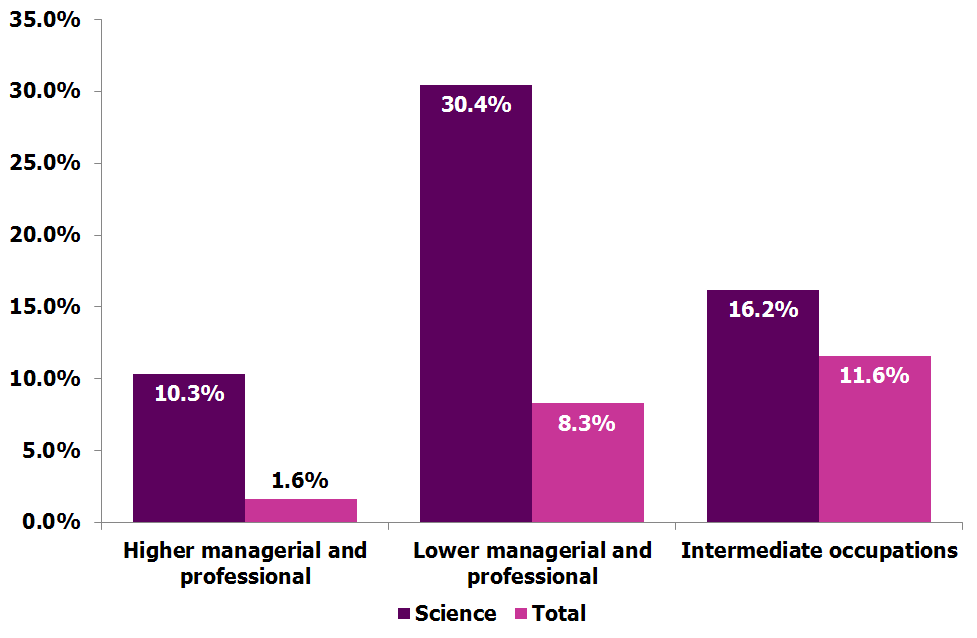 35.0%
30.0%
25.0%
20.0%
15.0%
10.0%
5.0%
0.0%
10.3%
1.6%
30.4%
8.3%
16.2%
11.6%
Higher managerial and
professional
Lower managerial and
professional
Intermediate occupations
Science
Total